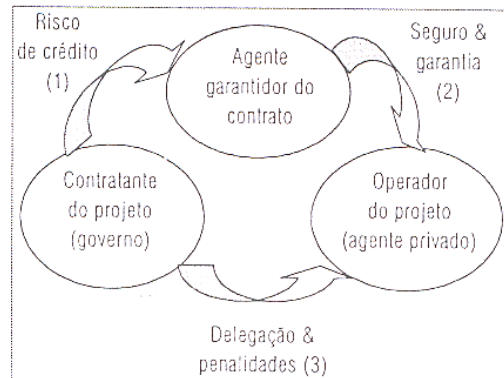 Risco
de crédito
(1)
Agente
garantidor do
contrato
Seguro &
garantia
(2)
Contratante
do projeto
(governo)
Operador
do projeto
(agente privado)
Delegação &
penalidades (3)